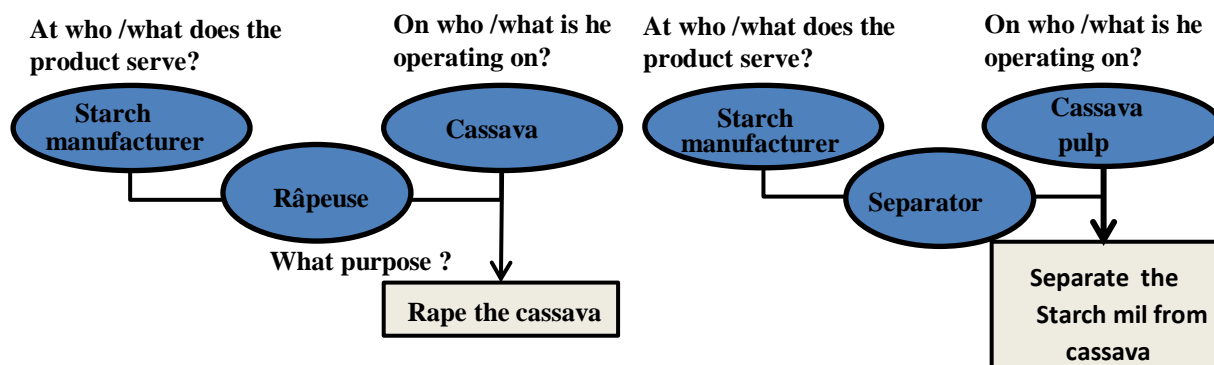 At who /what does the
product serve?
On who /what is he
operating on?
Starch
manufacturer
Cassava
Râpeuse
What purpose ?
Rape the cassava
At who /what does the
product serve?
On who /what is he
operating on?
Starch
manufacturer
Cassava
pulp
Separator
Separate the
Starch mil from
cassava